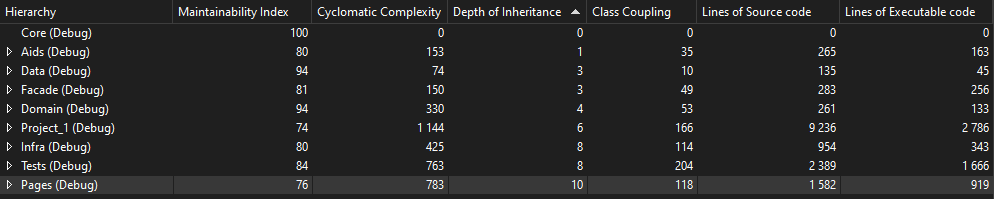 Hierarchy Maintainability Index Cyclomatic Complexity Depth of Inheritance Class Coupling Lines of Source code Lines of Executable code
Core (Debug) 100 0 0 0 0 0
Aids (Debug) 80 153 1 35 265 163
Data (Debug) 94 74 3 10 135 45
Facade (Debug) 81 150 3 49 283 256
Domain (Debug) 94 330 4 53 261 133
Project_1 (Debug) 74 1 144 6 166 9 236 2 786
Infra (Debug) 80 425 8 114 954 343
Tests (Debug) 84 763 8 204 2 389 1 666
Pages (Debug) 76 783 10 118 1 582 919